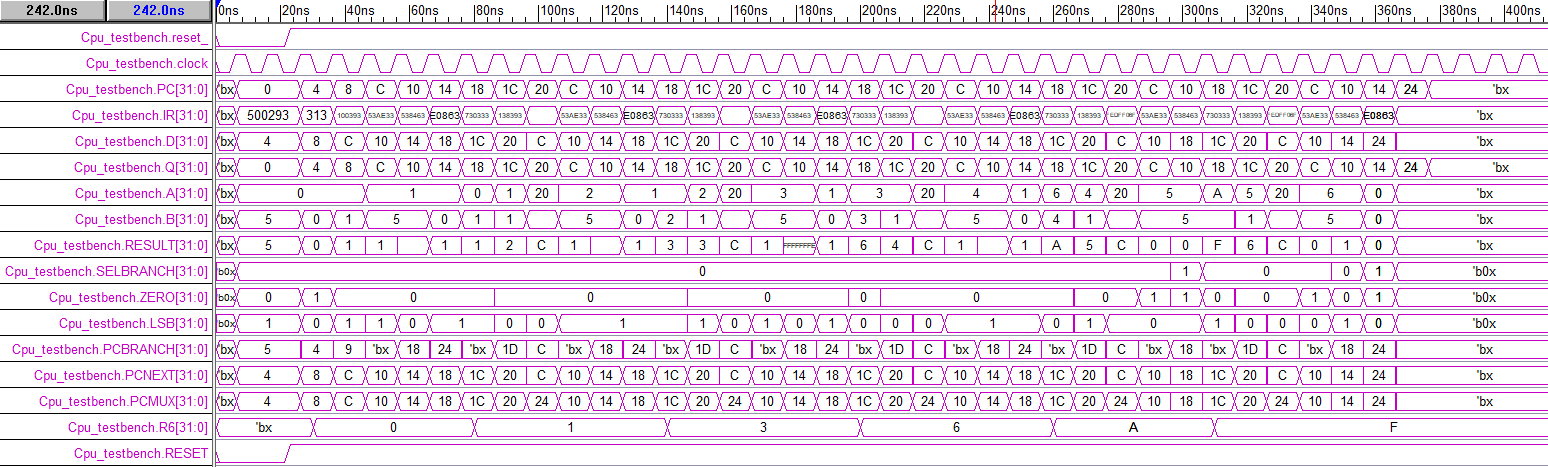 242.0ns 242.0ns 0ns 20ns 40ns 60ns 80ns 100ns 120ns 140ns 160ns 180ns 200ns 220ns 240ns 260ns 280ns 300ns 320ns 340ns 360ns 380ns 400ns
Cpu_testbench.reset_
Cpu_testbench.clock
Cpu_testbench.PC[31:0] 'bx 0 4 8 C 10 14 18 1C 20 C 10 14 18 1C 20 C 10 14 18 1C 20 C 10 14 18 1C 20 C 10 18 1C 20 C 10 14 24 'bx
Cpu_testbench.IR[31:0] 'bx 500293 313 100393 53AE33 538463 E0863 730333 138393 53AE33 538463 E0863 730333 138393 53AE33 538463 E0863 730333 138393 53AE33 538463 E0863 730333 138393 53AE33 538463 730333 138393 53AE33 538463 E0863 'bx
Cpu_testbench.D[31:0] 'bx 4 8 C 10 14 18 1C 20 C 10 14 18 1C 20 C 10 14 18 1C 20 C 10 14 18 1C 20 C 10 18 1C 20 C 10 14 24 'bx
Cpu_testbench.Q[31:0] 'bx 0 4 8 C 10 14 18 1C 20 C 10 14 18 1C 20 C 10 14 18 1C 20 C 10 14 18 1C 20 C 10 18 1C 20 C 10 14 24 'bx
Cpu_testbench.A[31:0] 'bx 0 1 0 1 20 2 1 2 20 3 1 3 20 4 1 6 4 20 5 A 5 20 6 0 'bx
Cpu_testbench.B[31:0] 'bx 5 0 1 5 0 1 1 5 0 2 1 5 0 3 1 5 0 4 1 5 1 5 0 'bx
Cpu_testbench.RESULT[31:0] 'bx 5 0 1 1 1 1 2 C 1 1 3 3 C 1 FFFFFFFE 1 6 4 C 1 1 A 5 C 0 0 F 6 C 0 1 0 'bx
Cpu_testbench.SELBRANCH[31:0] 'b0x 0 1 0 0 1 'b0x
Cpu_testbench.ZERO[31:0] 'b0x 0 1 0 0 0 0 0 0 1 1 0 0 1 0 1 'b0x
Cpu_testbench.LSB[31:0] 'b0x 1 0 1 1 0 1 0 0 1 1 0 1 0 1 0 0 0 1 0 1 0 1 0 0 0 1 0 'b0x
Cpu_testbench.PCBRANCH[31:0] 'bx 5 4 9 'bx 18 24 'bx 1D C 'bx 18 24 'bx 1D C 'bx 18 24 'bx 1D C 'bx 18 24 'bx 1D C 'bx 18 'bx 1D C 'bx 18 24 'bx
Cpu_testbench.PCNEXT[31:0] 'bx 4 8 C 10 14 18 1C 20 C 10 14 18 1C 20 C 10 14 18 1C 20 C 10 14 18 1C 20 C 10 18 1C 20 C 10 14 24 'bx
Cpu_testbench.PCMUX[31:0] 'bx 4 8 C 10 14 18 1C 20 24 10 14 18 1C 20 24 10 14 18 1C 20 24 10 14 18 1C 20 24 10 18 1C 20 24 10 14 24 'bx
Cpu_testbench.R6[31:0] 'bx 0 1 3 6 A F
Cpu_testbench.RESET